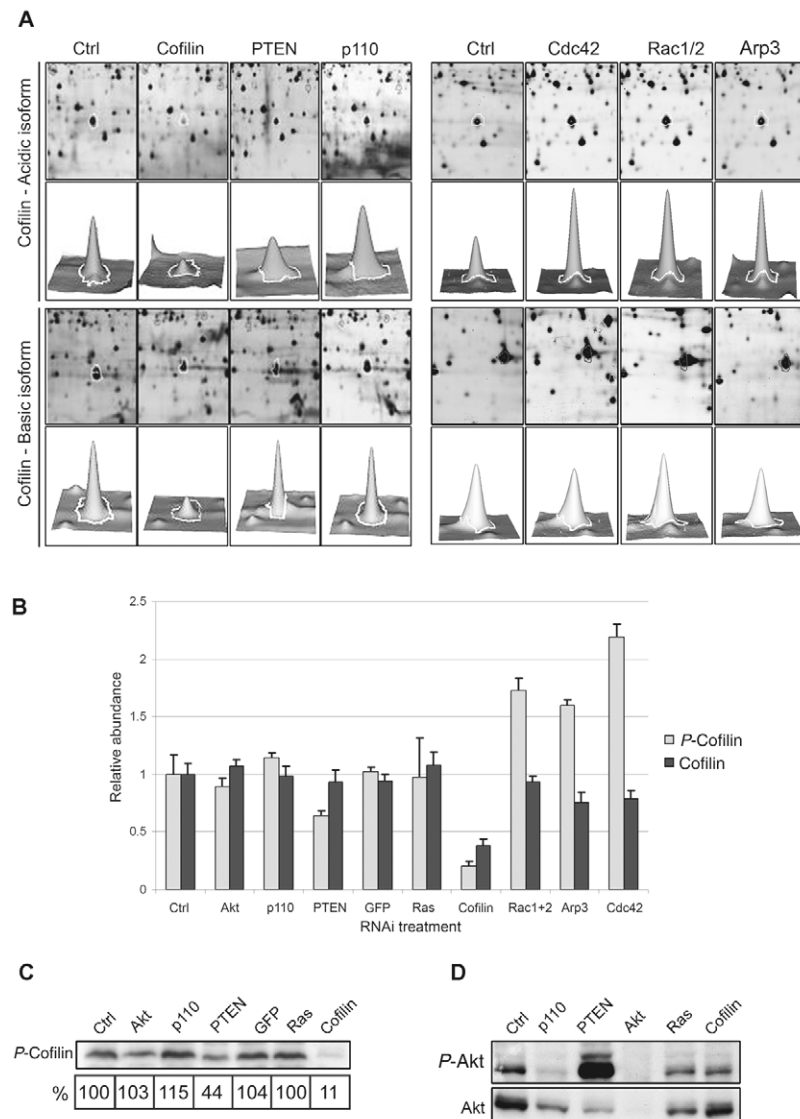 A
Ctrl Cofilin PTEN p110 Ctrl Cdc42 Rac1/2 Arp3
Cofilin - Acidic isoform
Cofilin - Basic isoform
B
2.5
2
1.5
1
0.5
0
Relative abundance
P-Cofilin
Cofilin
Ctrl Akt p110 PTEN GFP Ras Cofilin Rac1+2 Arp3 Cdc42
RNAi treatment
C
Ctrl Akt p110 PTEN GFP Ras Cofilin
P-Cofilin
% 100 103 115 44 104 100 11
D
Ctrl p110 PTEN Akt Ras Cofilin
P-Akt
Akt